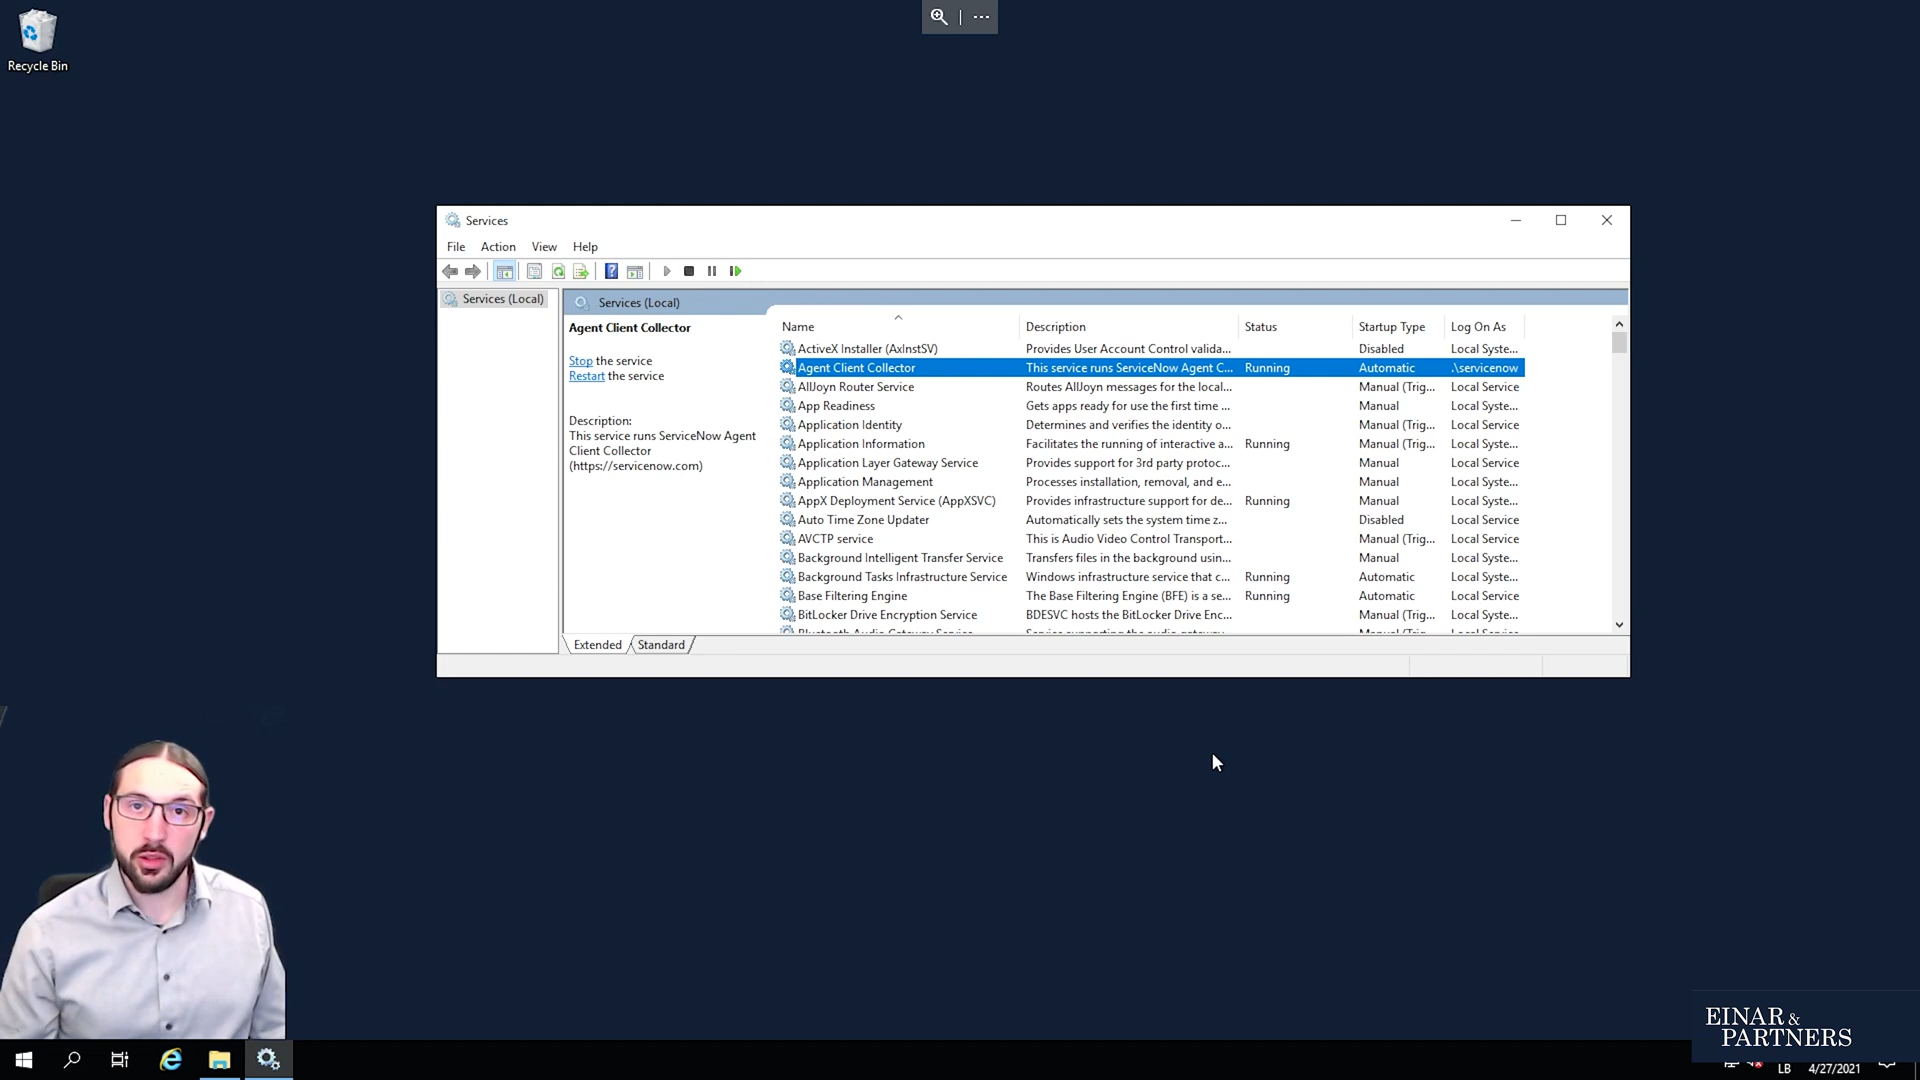 Recycle Bin
Services
File Action View Help
Services (Local)
Services (Local)
Agent Client Collector
Stop the service
Restart the service
Description:
This service runs ServiceNow Agent
Client Collector
(https://servicenow.com)
Name Description Status Startup Type Log On As
ActiveX Installer (AxInstSV) Provides User Account Control valida... Disabled Local Syste...
Agent Client Collector This service runs ServiceNow Agent C... Running Automatic .\servicenow
AllJoyn Router Service Routes AllJoyn messages for the local... Manual (Trig... Local Service
App Readiness Gets apps ready for use the first time ... Manual Local Syste...
Application Identity Determines and verifies the identity o... Manual (Trig... Local Service
Application Information Facilitates the running of interactive a... Running Manual (Trig... Local Syste...
Application Layer Gateway Service Provides support for 3rd party protoc... Manual Local Service
Application Management Processes installation, removal, and e... Manual Local Syste...
AppX Deployment Service (AppXSVC) Provides infrastructure support for de... Running Manual Local Syste...
Auto Time Zone Updater Automatically sets the system time z... Disabled Local Service
AVCTP service This is Audio Video Control Transport... Manual (Trig... Local Service
Background Intelligent Transfer Service Transfers files in the background usin... Manual Local Syste...
Background Tasks Infrastructure Service Windows infrastructure service that c... Running Automatic Local Syste...
Base Filtering Engine The Base Filtering Engine (BFE) is a se... Running Automatic Local Service
BitLocker Drive Encryption Service BDESVC hosts the BitLocker Drive Enc... Manual (Trig... Local Syste...
Extended Standard
EINAR &
PARTNERS
LB 4/27/2021